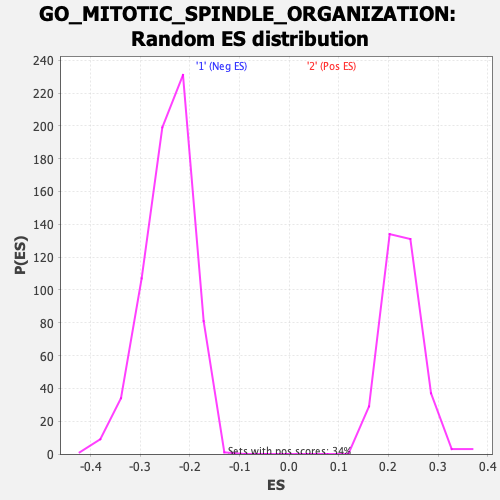 GO_MITOTIC_SPINDLE_ORGANIZATION:
Random ES distribution
'1' (Neg ES) '2' (Pos ES)
240
220
200
180
160
140
120
100
80
60
40
20
0
P(ES)
Sets with pos scores: 34%
-0.4 -0.3 -0.2 -0.1 0.0 0.1 0.2 0.3 0.4
ES